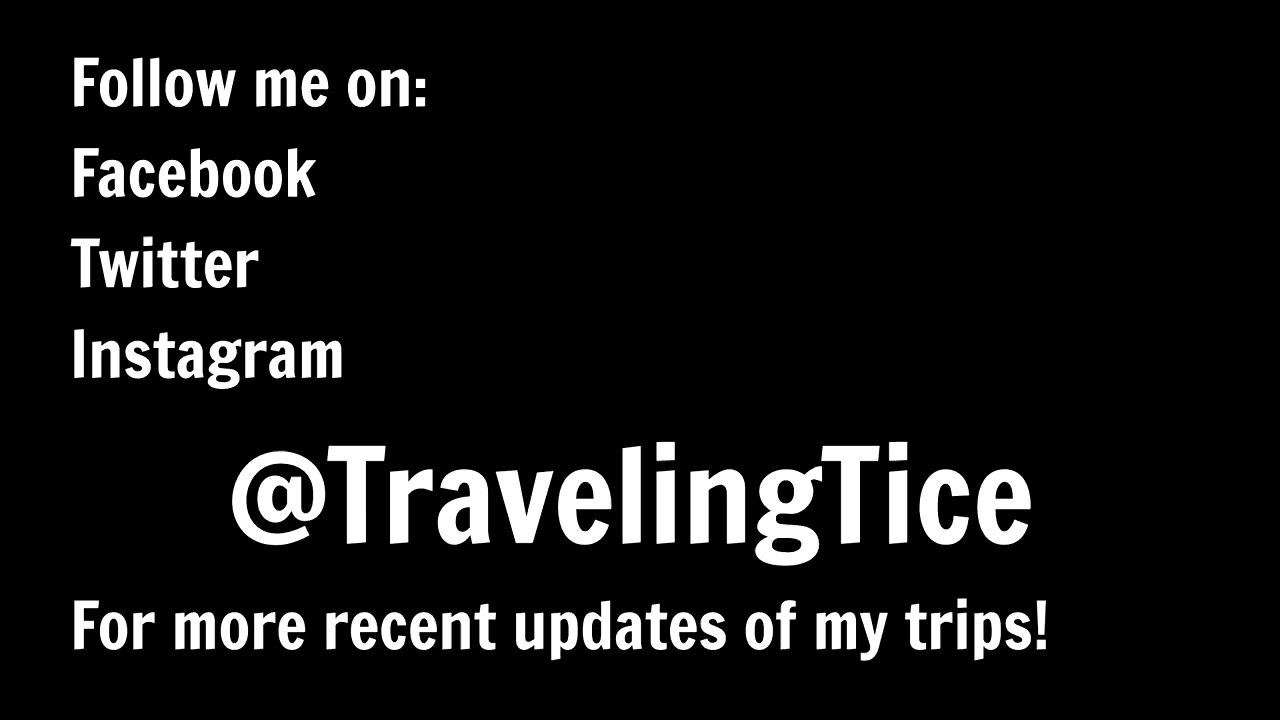 Follow me on:
Facebook
Twitter
Instagram
@TravelingTice
For more recent updates of my trips!